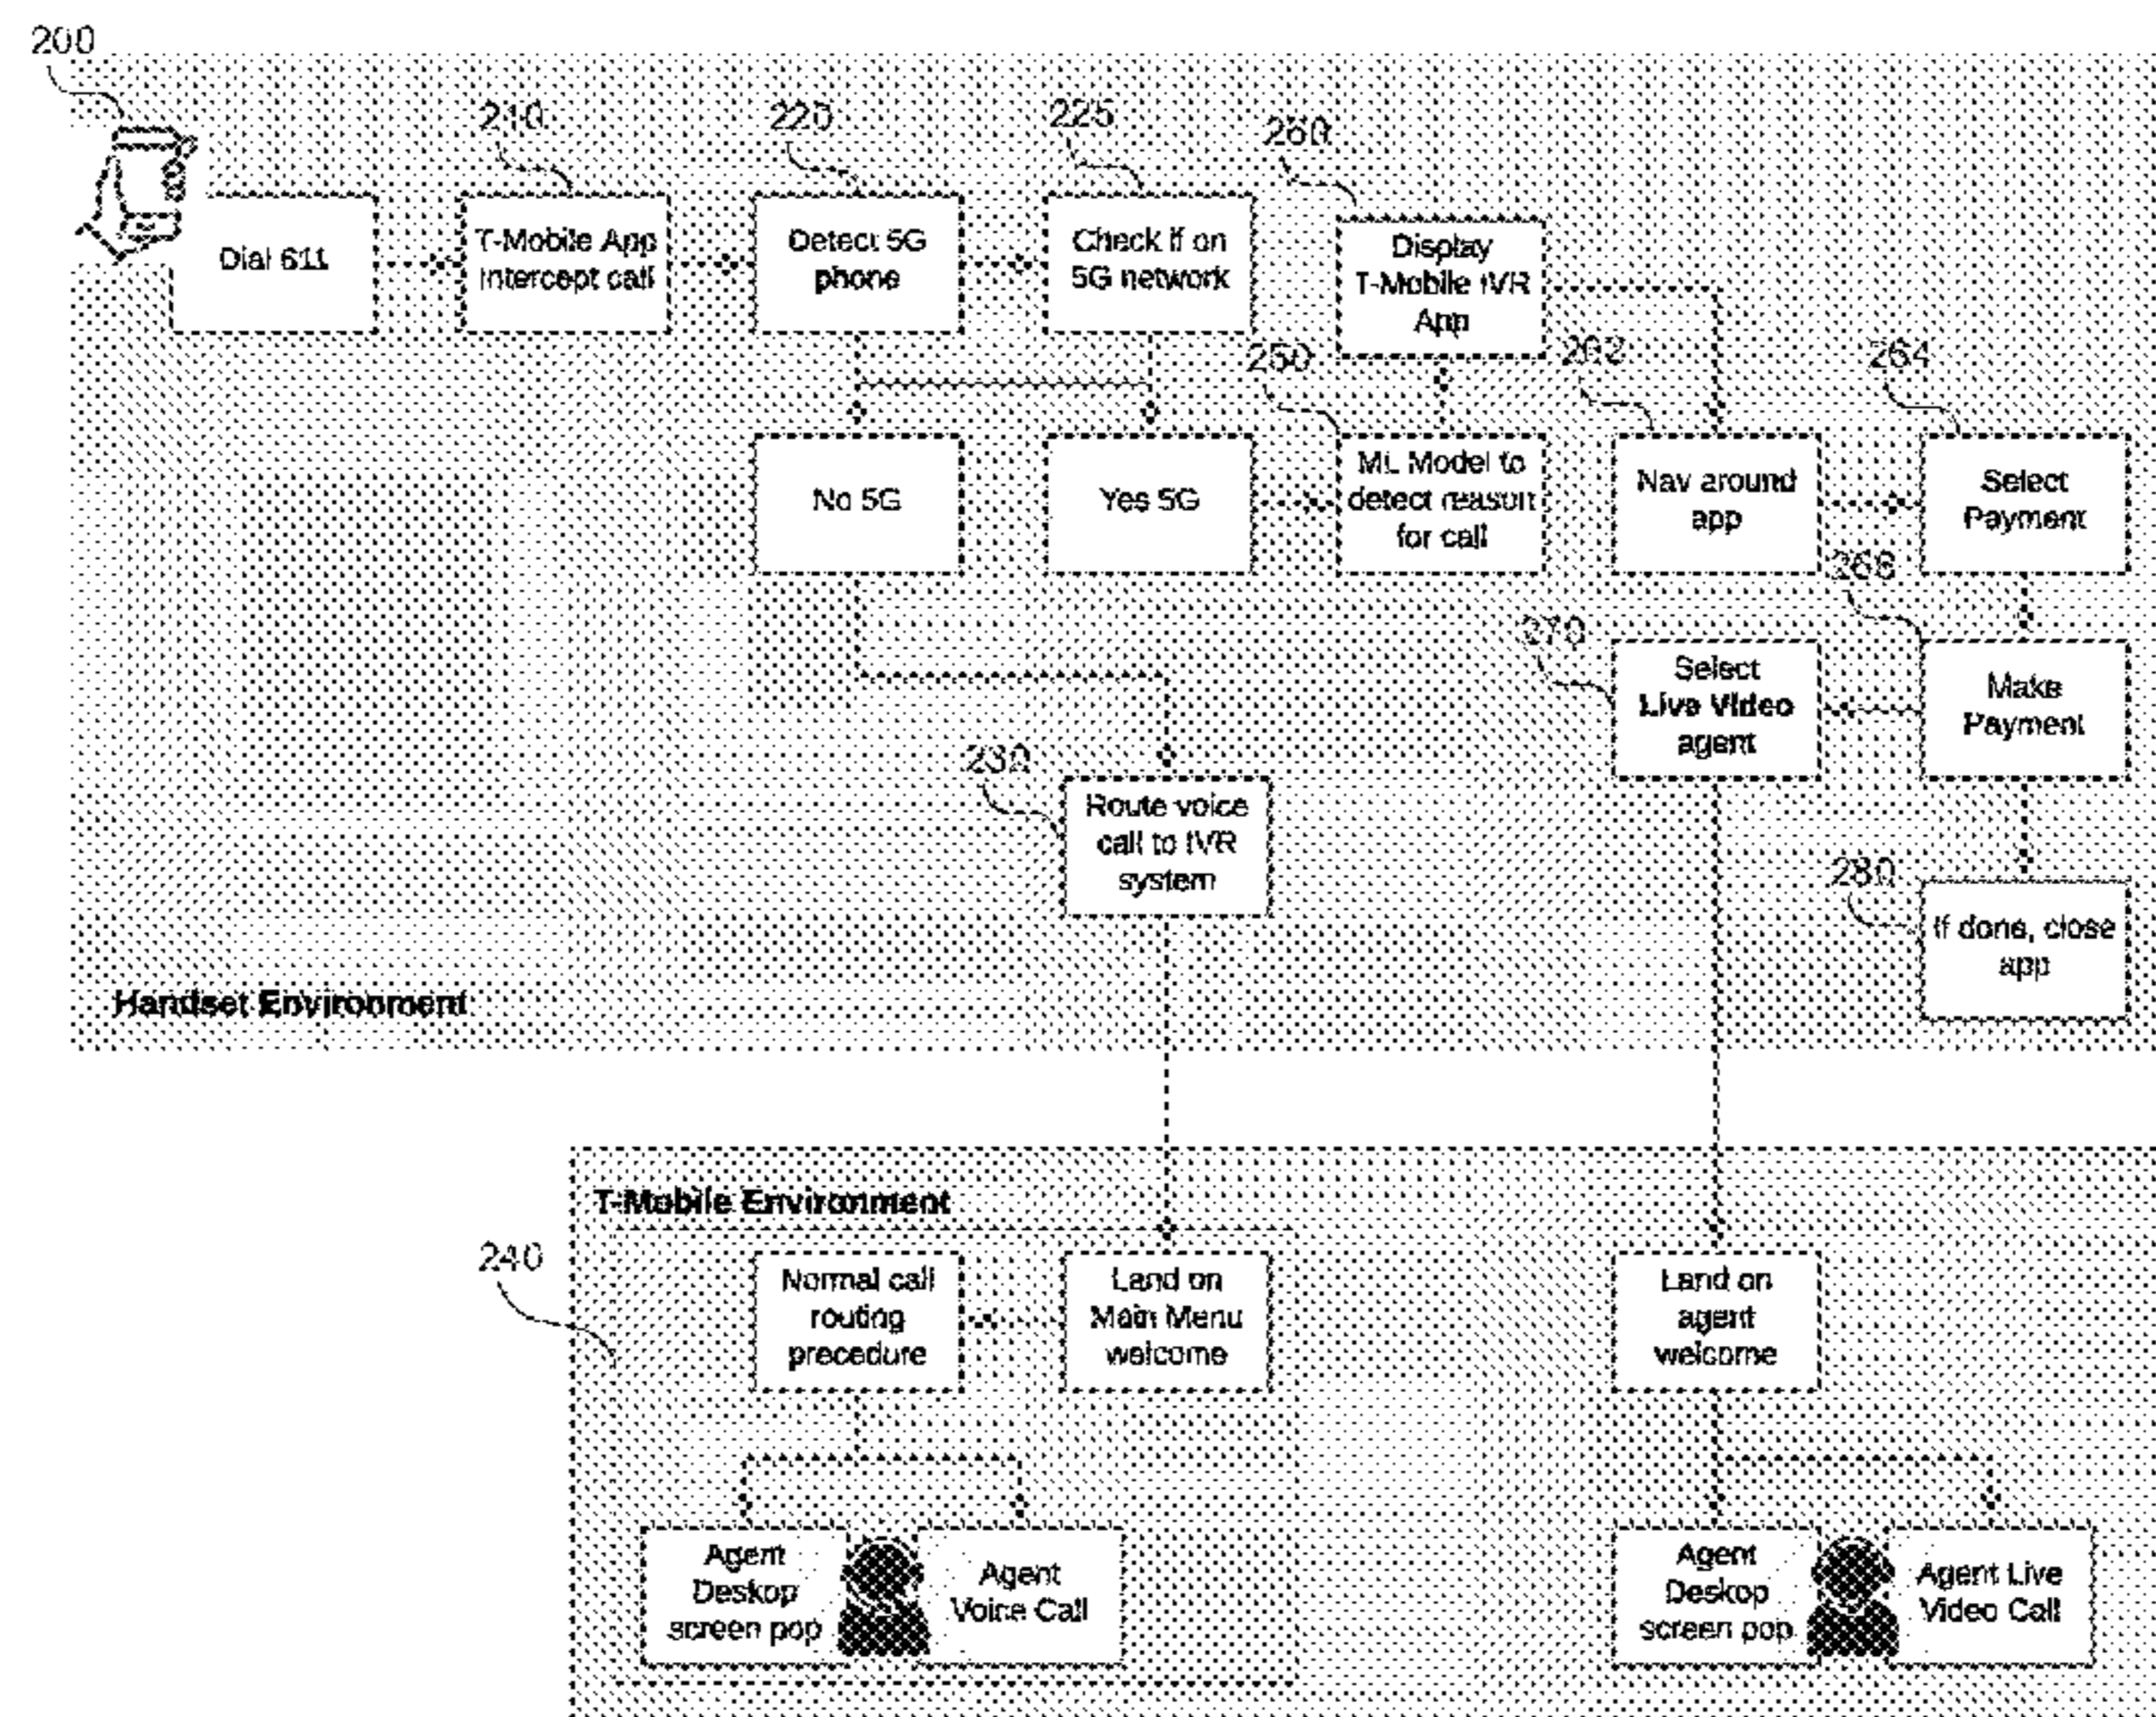 200
210
220
225
260
Dial 611
T-Mobile App
intercept call
Detect 5G
phone
Check if on
5G network
Display
T-Mobile IVR
App
250
262
264
No 5G
Yes 5G
ML Model to
detect reason
for call
Nav around
app
Select
Payment
266
270
Select
Live Video
agent
Make
Payment
230
Route voice
call to IVR
system
280
If done, close
app
Handset Environment
T-Mobile Environment
240
Normal call
routing
precedure
Land on
Main Menu
welcome
Land on
agent
welcome
Agent
Deskop
screen pop
Agent
Voice Call
Agent
Deskop
screen pop
Agent Live
Video Call